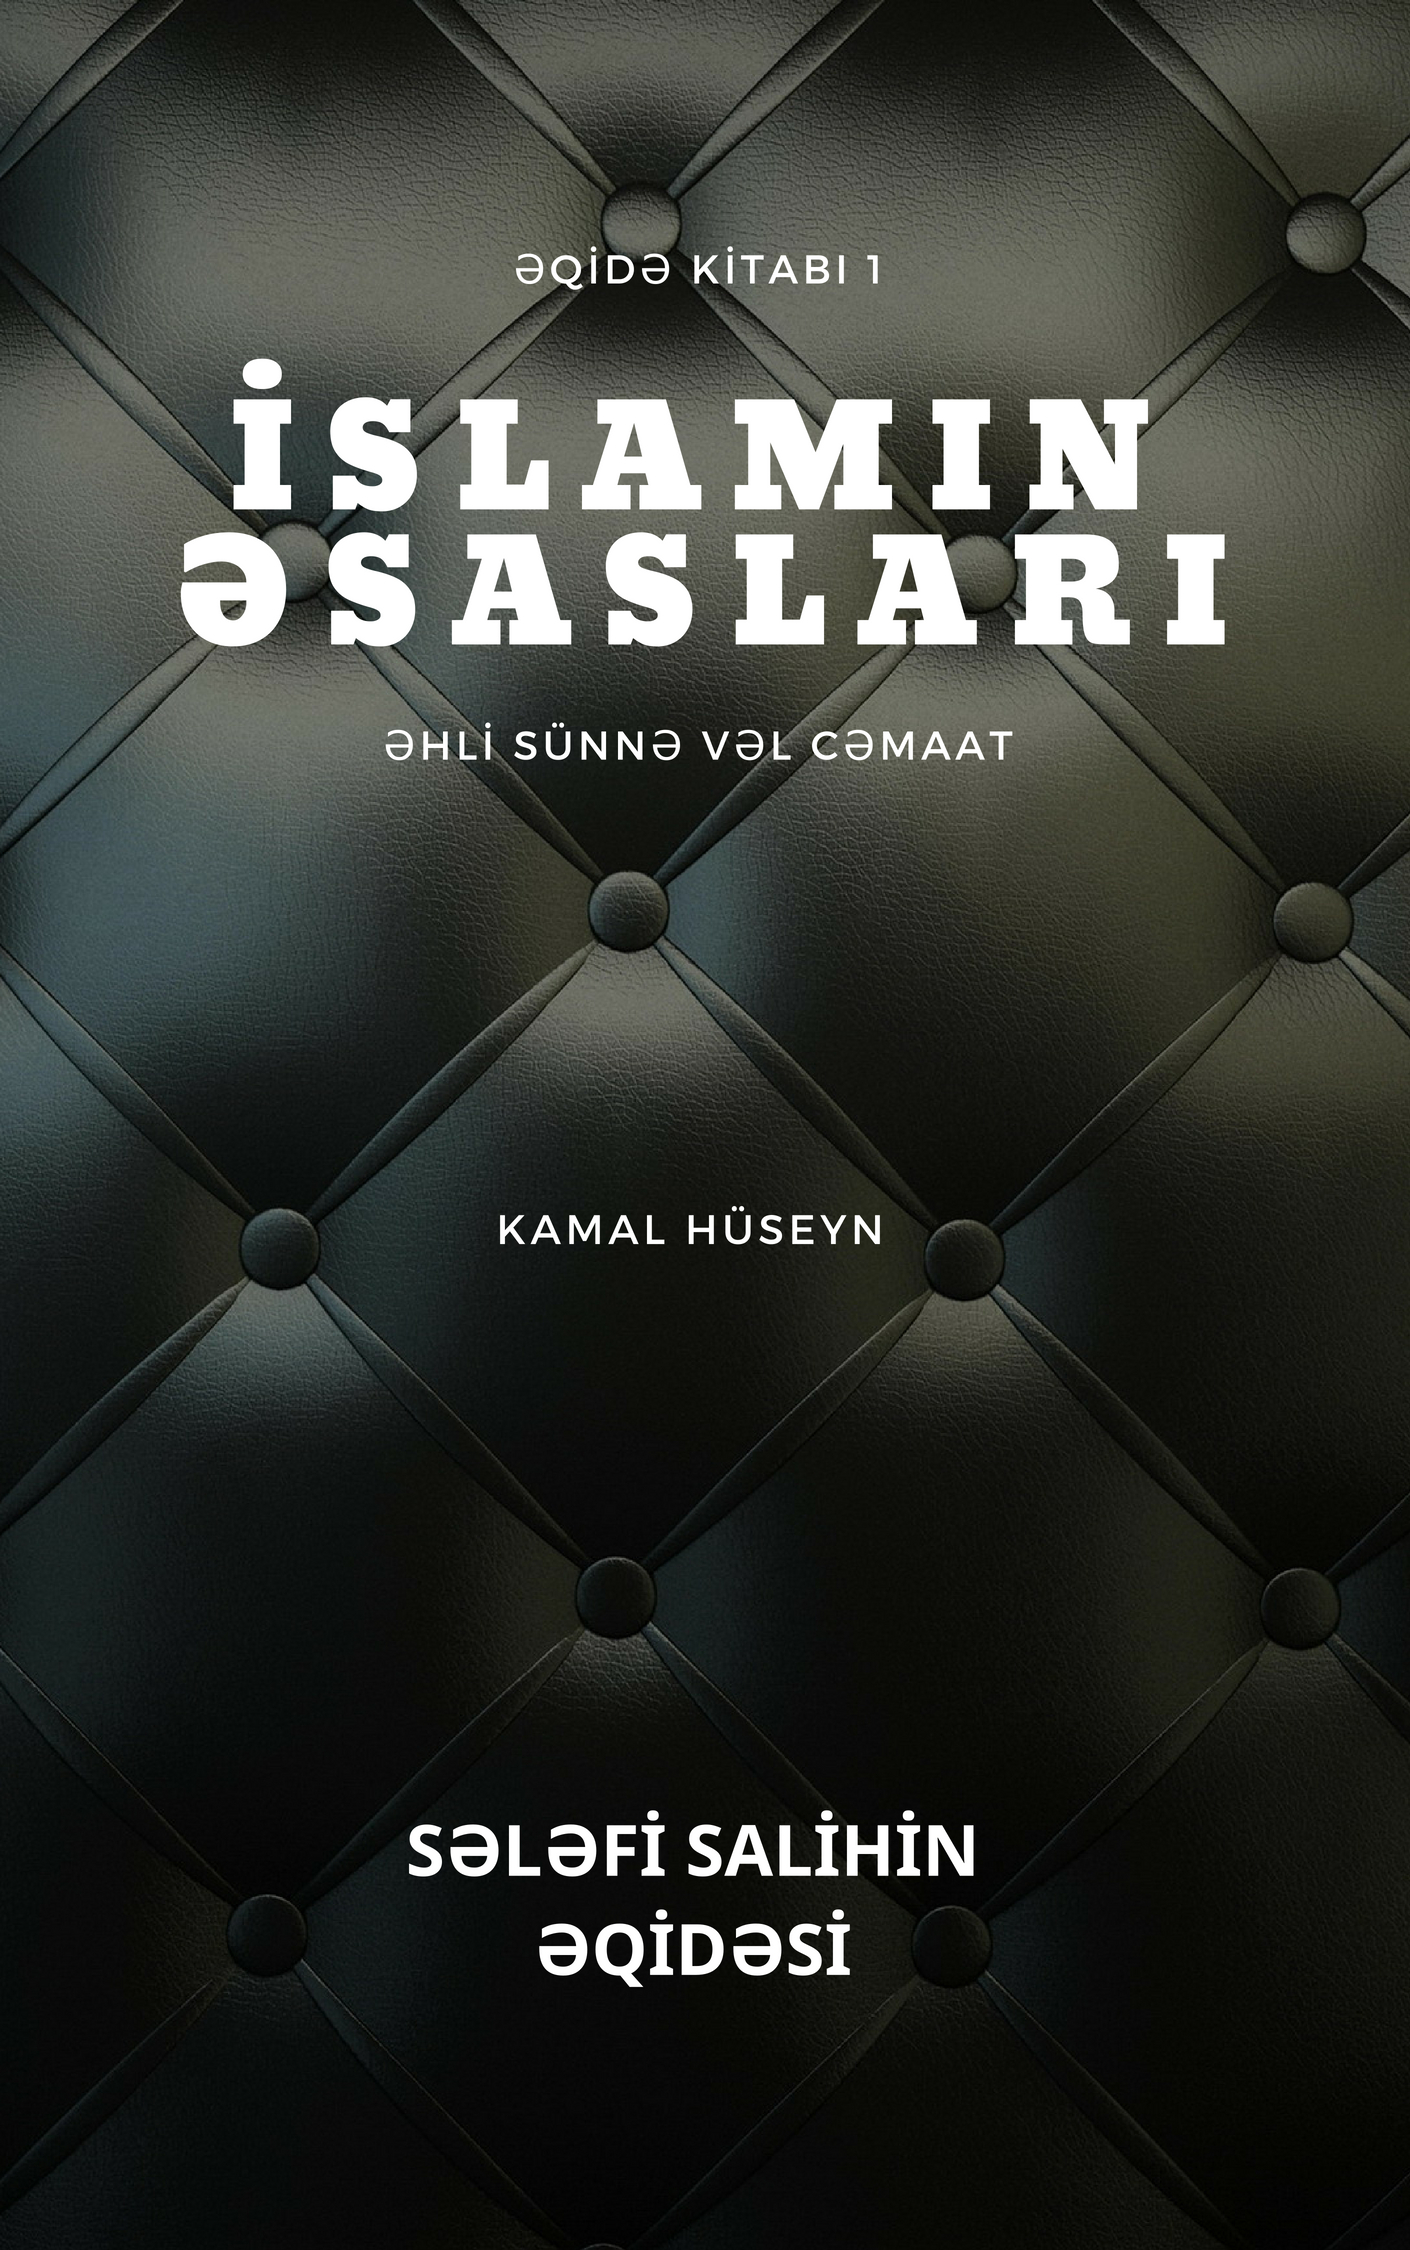 ƏQİDƏ KİTABI 1
İSLAMIN
ƏSASLARI
ƏHLİ SÜNNƏ VƏL CƏMAAT
KAMAL HÜSEYN
SƏLƏFİ SALİHİN
ƏQİDƏSİ